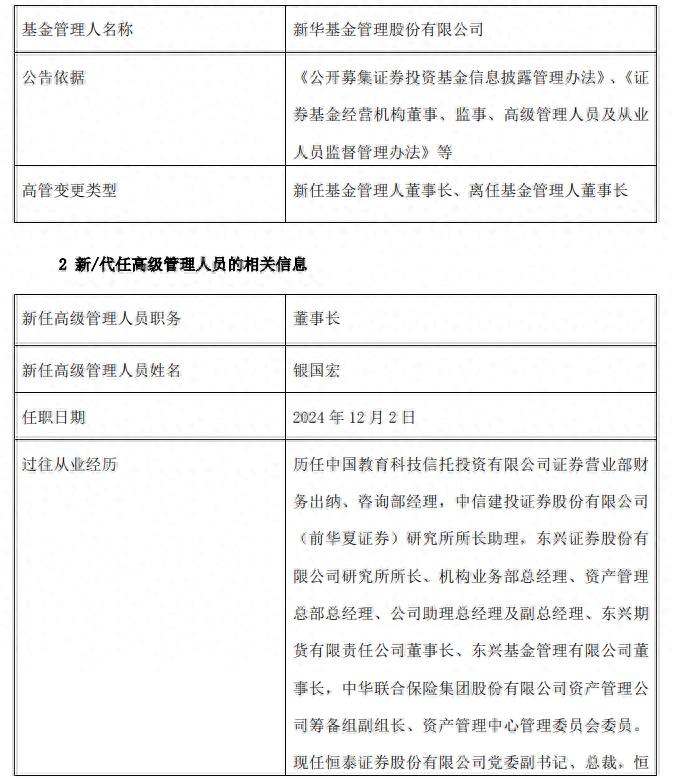 基金管理人名称
新华基金管理股份有限公司
公告依据
《公开募集证券投资基金信息披露管理办法》、《证
券基金经营机构董事、监事、高级管理人员及从业
人员监督管理办法》等
高管变更类型
新任基金管理人董事长、离任基金管理人董事长
2 新/代任高级管理人员的相关信息
新任高级管理人员职务
董事长
新任高级管理人员姓名
银国宏
任职日期
2024 年 12 月 2 日
过往从业经历
历任中国教育科技信托投资有限公司证券营业部财
务出纳、咨询部经理，中信建投证券股份有限公司
（前华夏证券）研究所所长助理，东兴证券股份有
限公司研究所所长、机构业务部总经理、资产管理
总部总经理、公司助理总经理及副总经理、东兴期
货有限责任公司董事长、东兴基金管理有限公司董
事长，中华联合保险集团股份有限公司资产管理公
司筹备组副组长、资产管理中心管理委员会委员。
现任恒泰证券股份有限公司党委副书记、总裁，恒